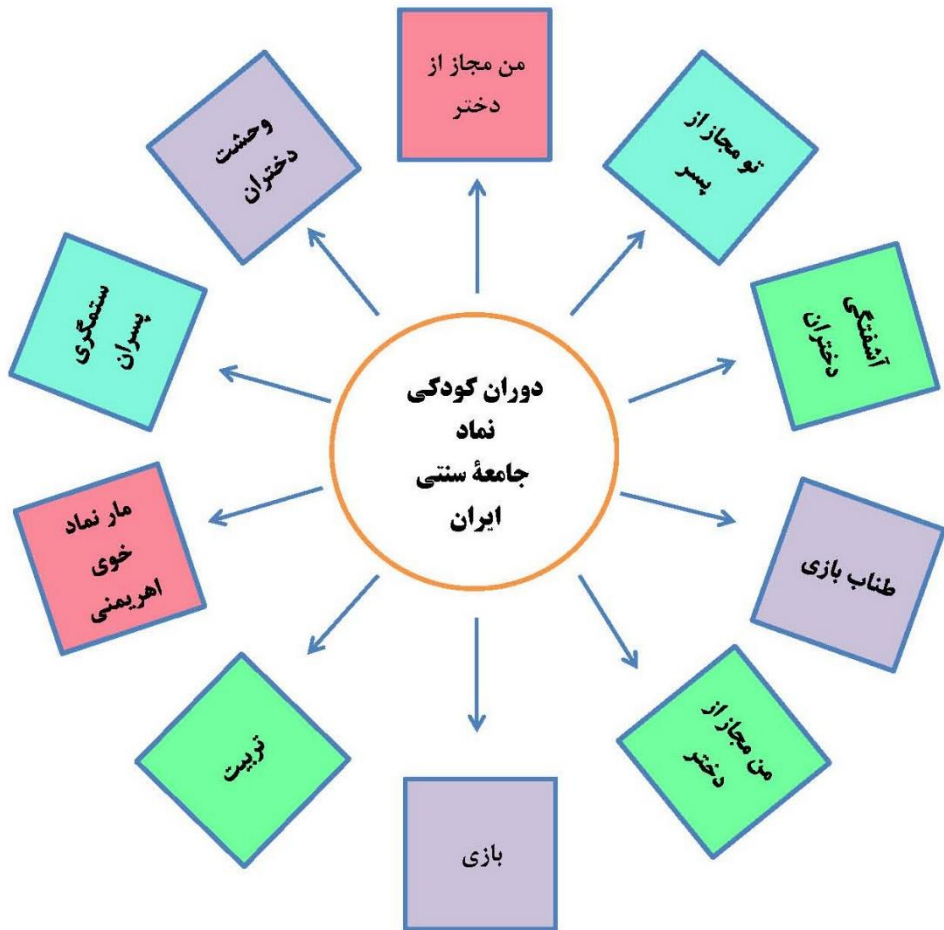 من مجاز از
دختر
تو مجاز از
پسر
آشفتگی
دختران
طناب بازی
من مجاز از
دختر
بازی
تربیت
مار نماد
خوی
اهریمنی
ستمگری
پسران
وحشت
دختران
دوران کودکی
نماد
جامعهٔ سنتی
ایران